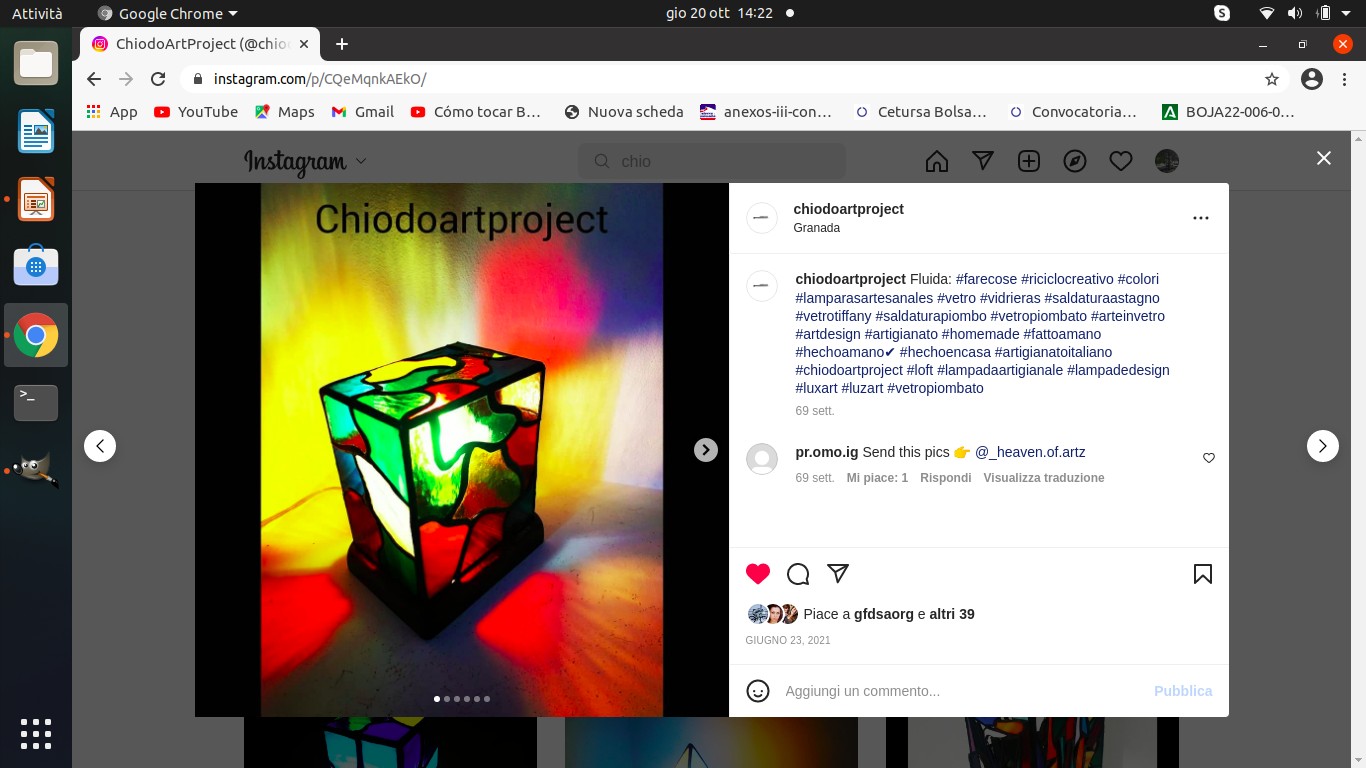 Attività
Google Chrome
gio 20 ott 14:22
S
ChiodoArtProject (@chio
instagram.com/p/CQeMqnkAEkO/
App
YouTube
Maps
Gmail
Cómo tocar B…
Nuova scheda
anexos-iii-con…
Cetursa Bolsa…
Convocatoria…
BOJA22-006-0…
Instagram
chio
Chiodoartproject
chiodoartproject
Granada
chiodoartproject Fluida: #farecose #riciclocreativo #colori
#lamparasartesanales #vetro #vidrieras #saldaturaastagno
#vetrotiffany #saldaturapiombo #vetropiombato #arteinvetro
#artdesign #artigianato #homemade #fattoamano
#hechoamano✔ #hechoencasa #artigianatoitaliano
#chiodoartproject #loft #lampadaartigianale #lampadedesign
#luxart #luzart #vetropiombato
69 sett.
pr.omo.ig Send this pics 👉 @_heaven.of.artz
69 sett. Mi piace: 1 Rispondi Visualizza traduzione
Piace a gfdsaorg e altri 39
GIUGNO 23, 2021
Aggiungi un commento...
Pubblica